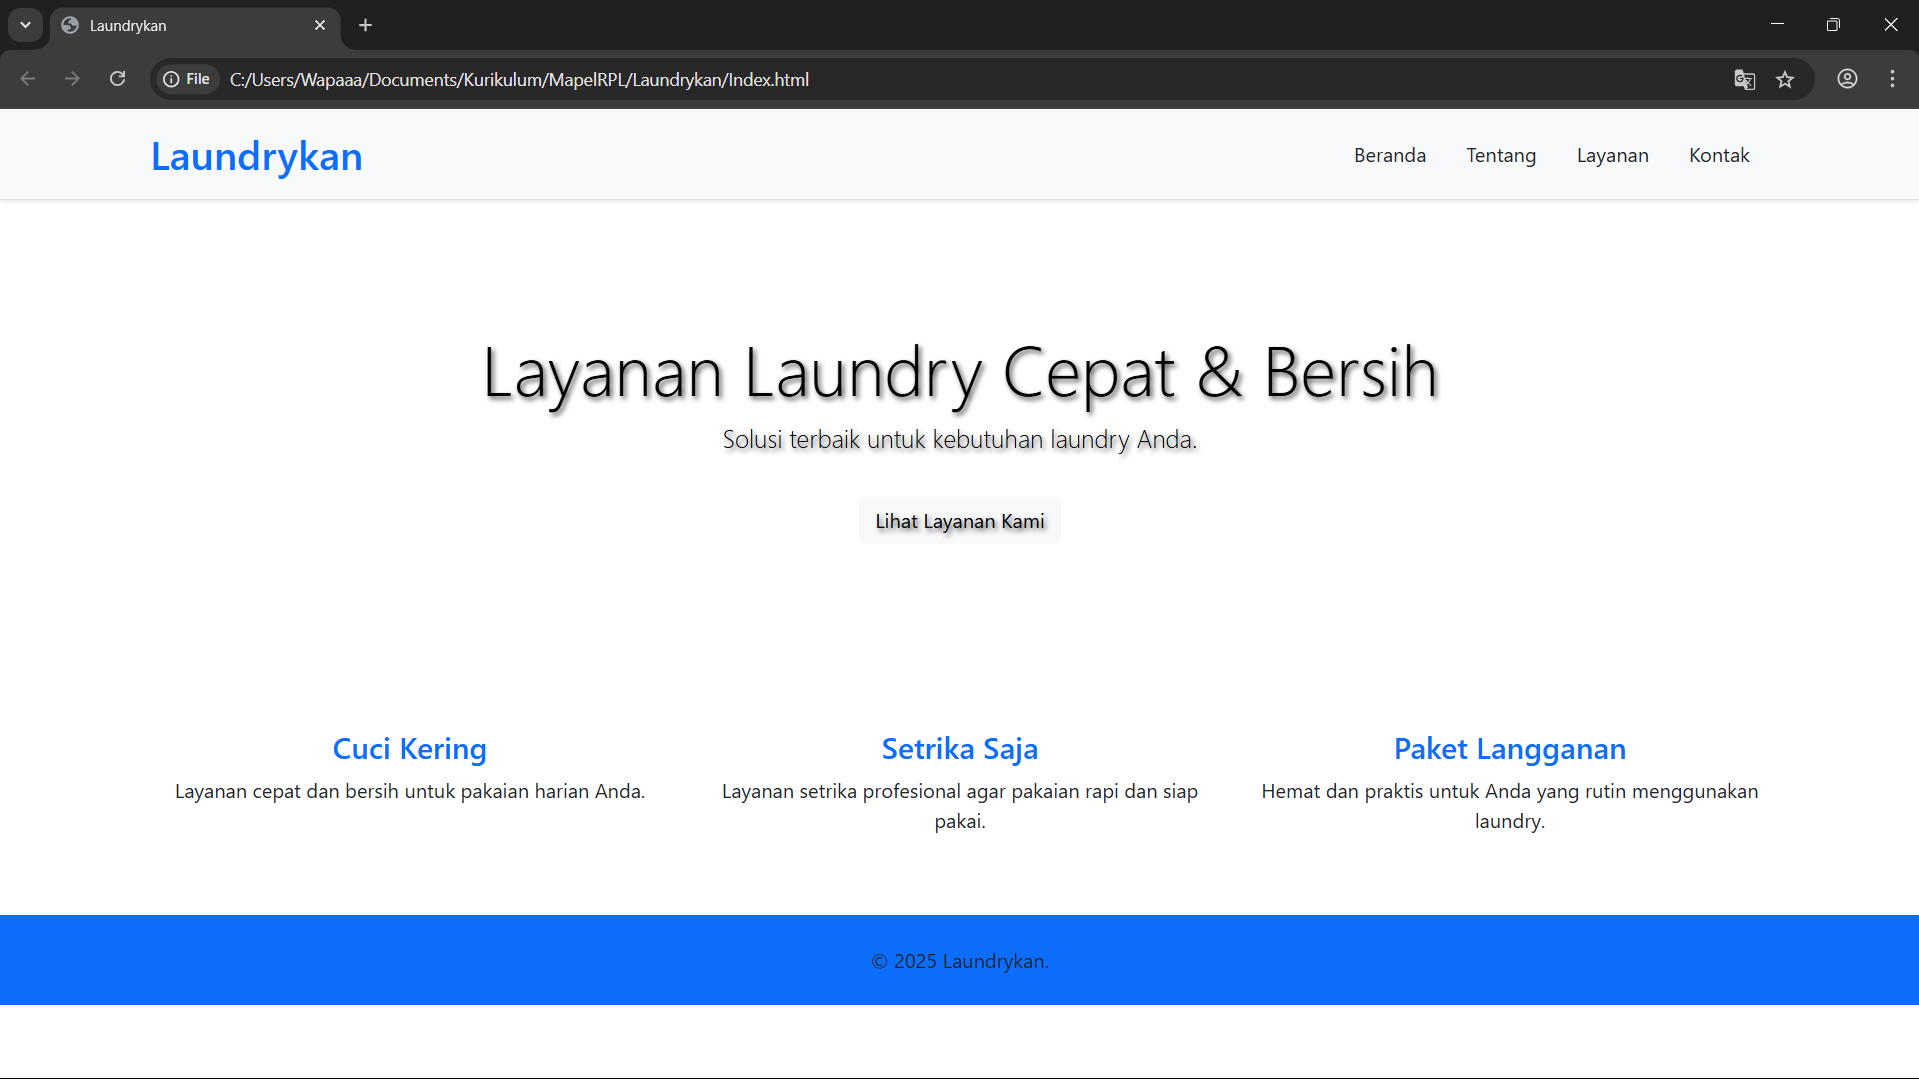 Laundrykan
File
C:/Users/Wapaaa/Documents/Kurikulum/MapelRPL/Laundrykan/Index.html
Laundrykan
Beranda
Tentang
Layanan
Kontak
Layanan Laundry Cepat & Bersih
Solusi terbaik untuk kebutuhan laundry Anda.
Lihat Layanan Kami
Cuci Kering
Layanan cepat dan bersih untuk pakaian harian Anda.
Setrika Saja
Layanan setrika profesional agar pakaian rapi dan siap
pakai.
Paket Langganan
Hemat dan praktis untuk Anda yang rutin menggunakan
laundry.
© 2025 Laundrykan.